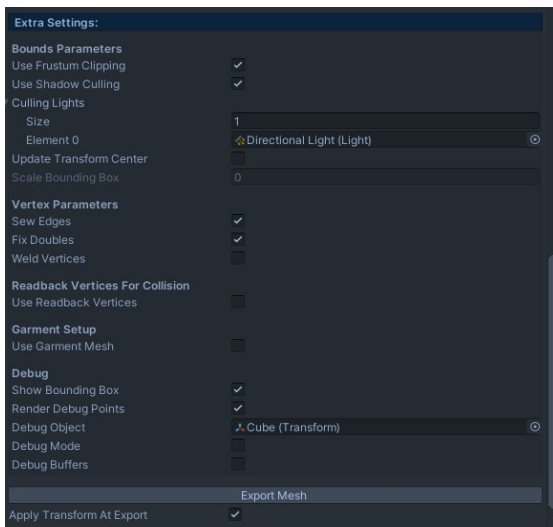 Extra Settings:
Bounds Parameters
Use Frustum Clipping
Use Shadow Culling
Culling Lights
Size 1
Element 0 Directional Light (Light)
Update Transform Center
Scale Bounding Box 0
Vertex Parameters
Sew Edges
Fix Doubles
Weld Vertices
Readback Vertices For Collision
Use Readback Vertices
Garment Setup
Use Garment Mesh
Debug
Show Bounding Box
Render Debug Points
Debug Object Cube (Transform)
Debug Mode
Debug Buffers
Export Mesh
Apply Transform At Export